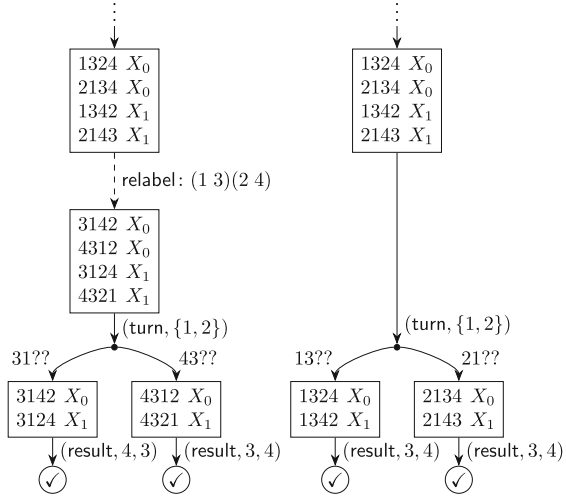 1324 X₀
2134 X₀
1342 X₁
2143 X₁
relabel: (1 3)(2 4)
3142 X₀
4312 X₀
3124 X₁
4321 X₁
(turn, {1, 2})
31??
43??
3142 X₀
3124 X₁
4312 X₀
4321 X₁
(result, 4, 3)
(result, 3, 4)
✓
✓
1324 X₀
2134 X₀
1342 X₁
2143 X₁
(turn, {1, 2})
13??
21??
1324 X₀
1342 X₁
2134 X₀
2143 X₁
(result, 3, 4)
(result, 3, 4)
✓
✓